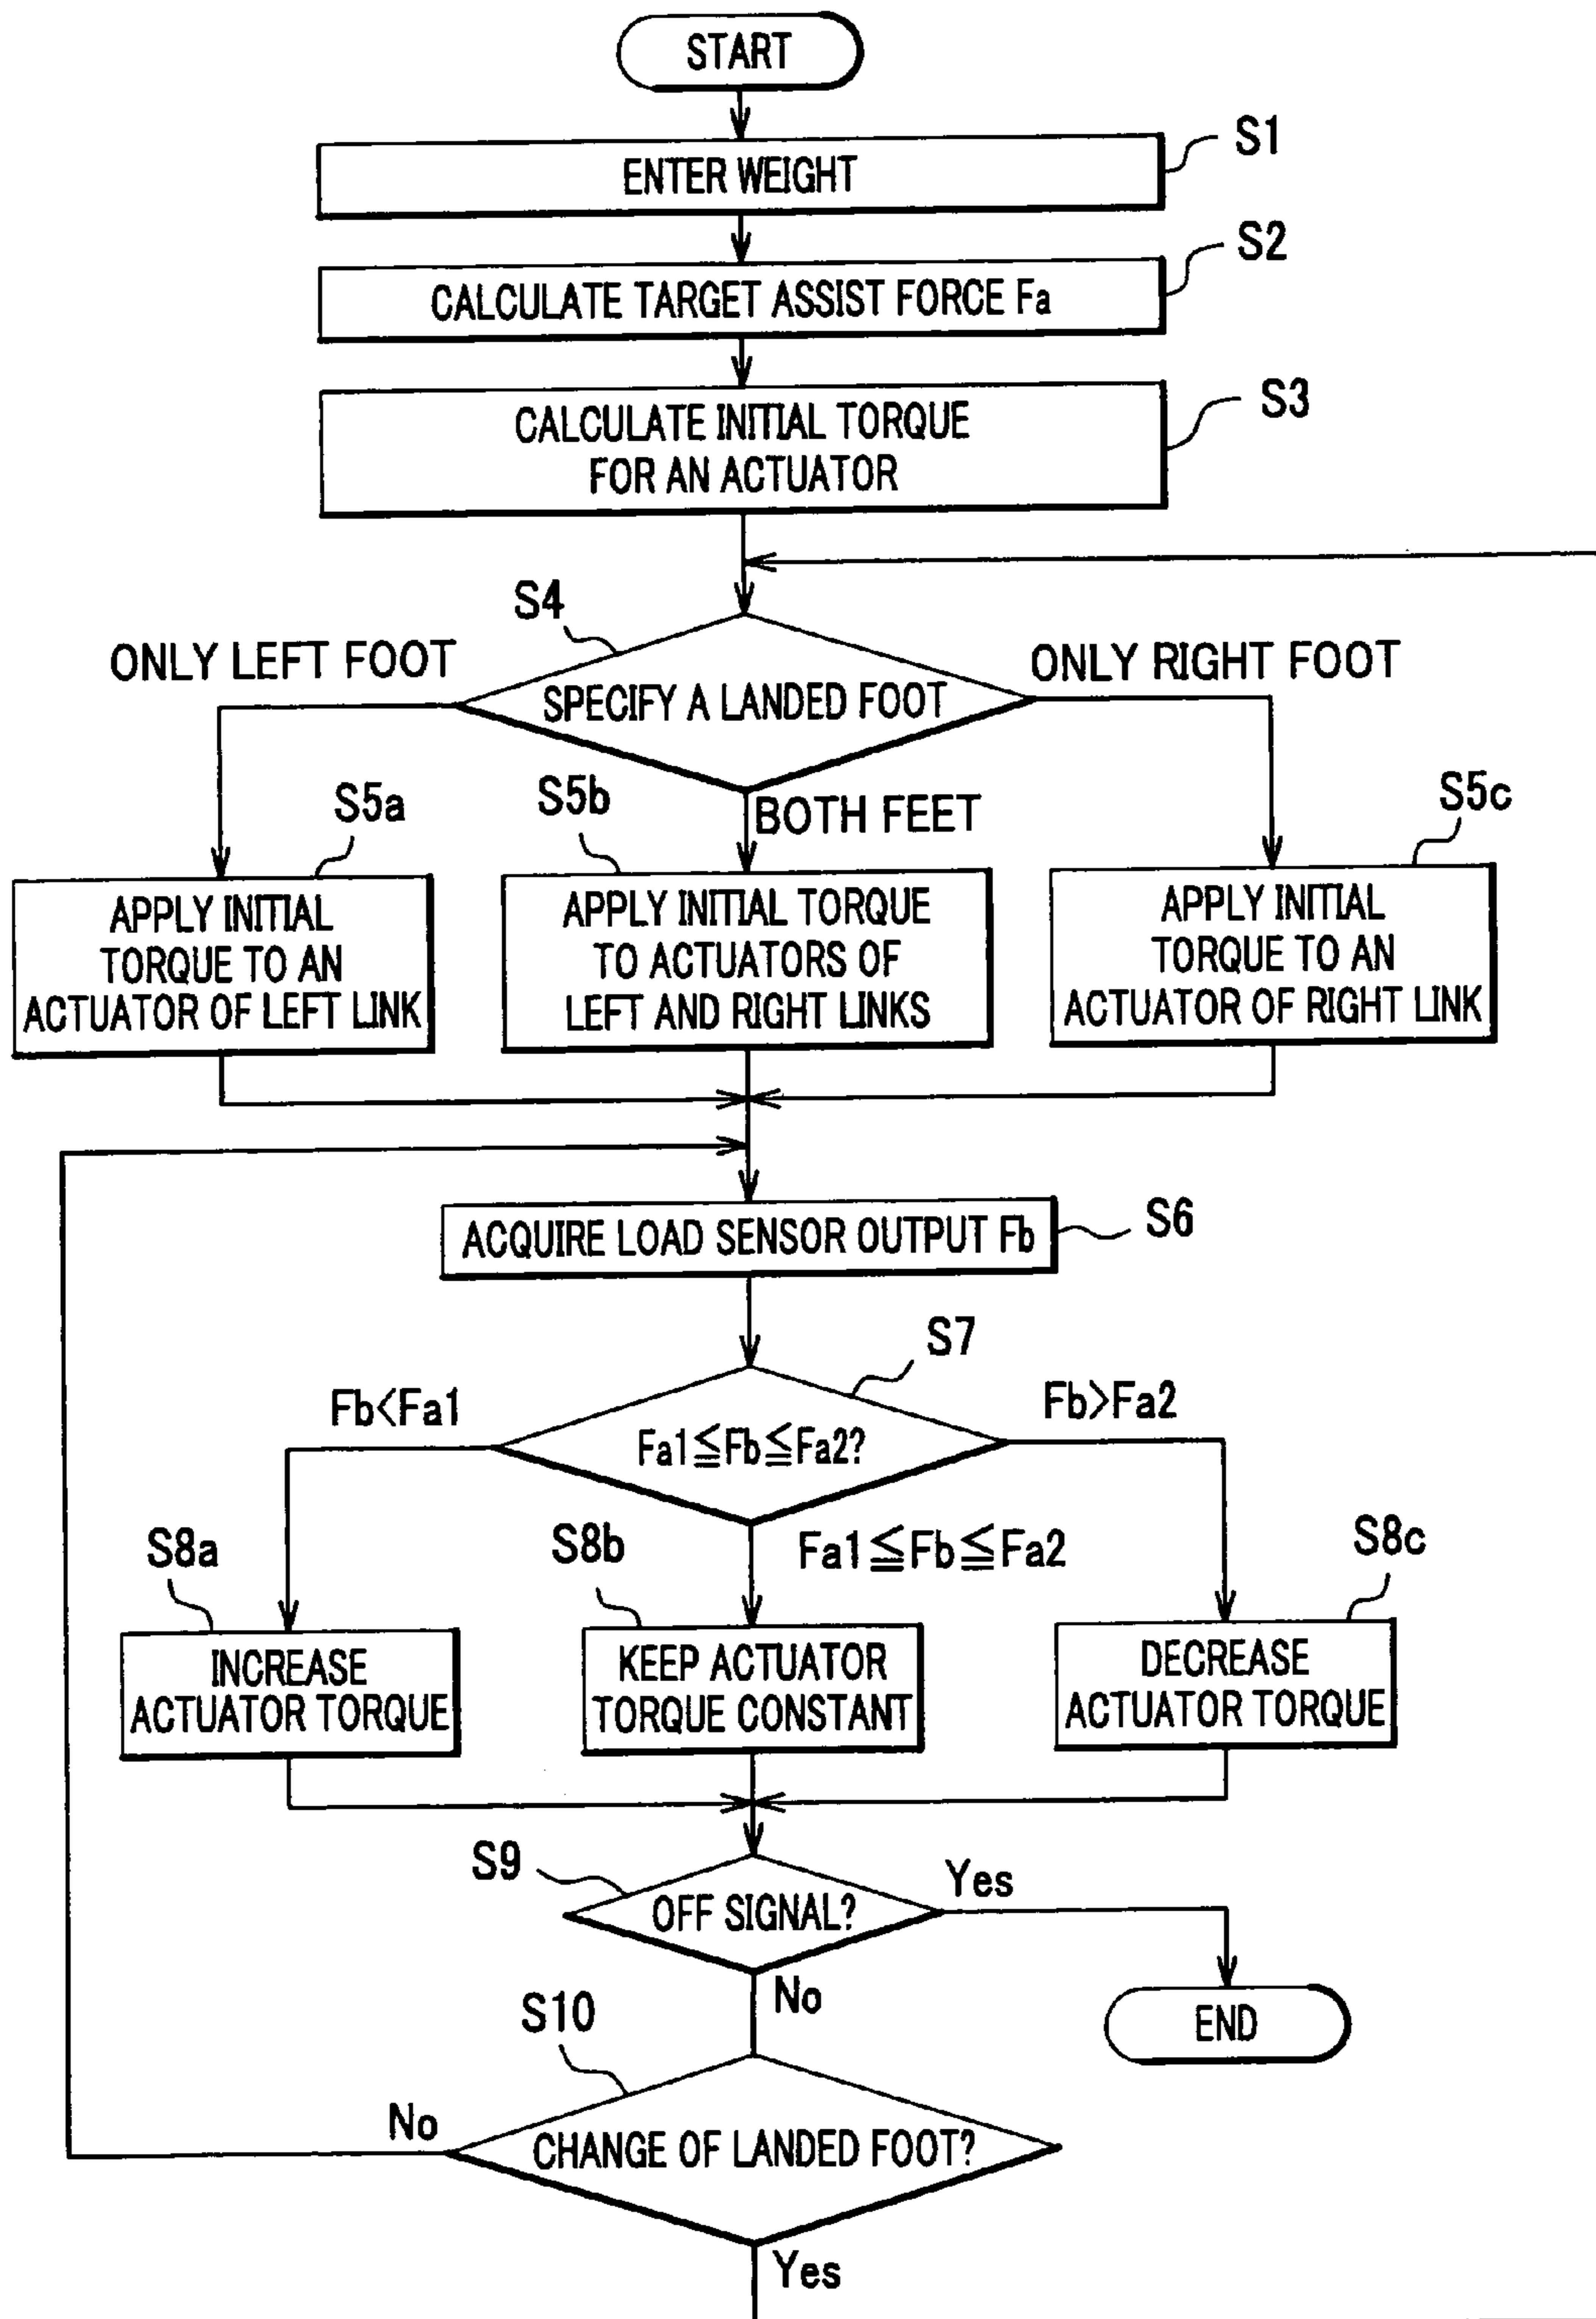 START
S1
ENTER WEIGHT
S2
CALCULATE TARGET ASSIST FORCE Fa
S3
CALCULATE INITIAL TORQUE
FOR AN ACTUATOR
S4
ONLY LEFT FOOT
ONLY RIGHT FOOT
SPECIFY A LANDED FOOT
S5a
S5b
BOTH FEET
S5c
APPLY INITIAL
TORQUE TO AN
ACTUATOR OF LEFT LINK
APPLY INITIAL TORQUE
TO ACTUATORS OF
LEFT AND RIGHT LINKS
APPLY INITIAL
TORQUE TO AN
ACTUATOR OF RIGHT LINK
ACQUIRE LOAD SENSOR OUTPUT Fb
S6
S7
Fb<Fa1
Fb>Fa2
Fa1≦Fb≦Fa2?
S8a
S8b
Fa1≦Fb≦Fa2
S8c
INCREASE
ACTUATOR TORQUE
KEEP ACTUATOR
TORQUE CONSTANT
DECREASE
ACTUATOR TORQUE
S9
Yes
OFF SIGNAL?
No
END
S10
No
CHANGE OF LANDED FOOT?
Yes